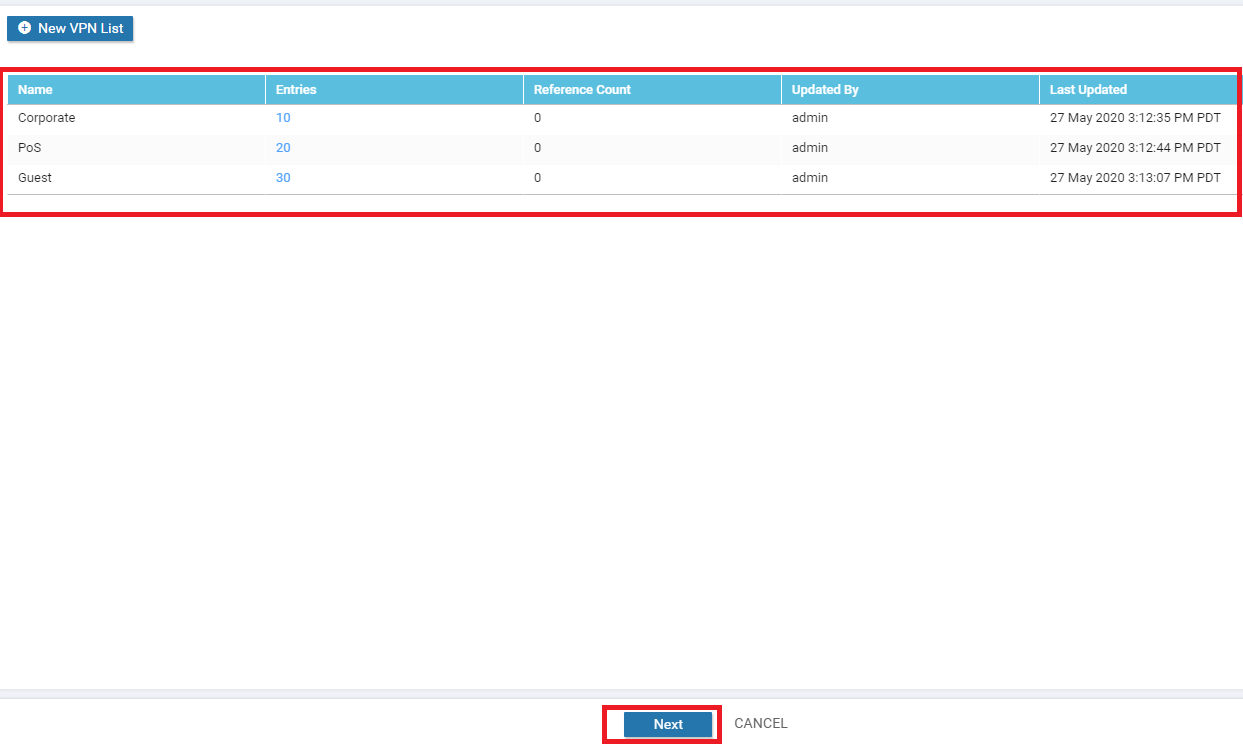 New VPN List
Name Entries Reference Count Updated By Last Updated
Corporate 10 0 admin 27 May 2020 3:12:35 PM PDT
PoS 20 0 admin 27 May 2020 3:12:44 PM PDT
Guest 30 0 admin 27 May 2020 3:13:07 PM PDT
Next CANCEL